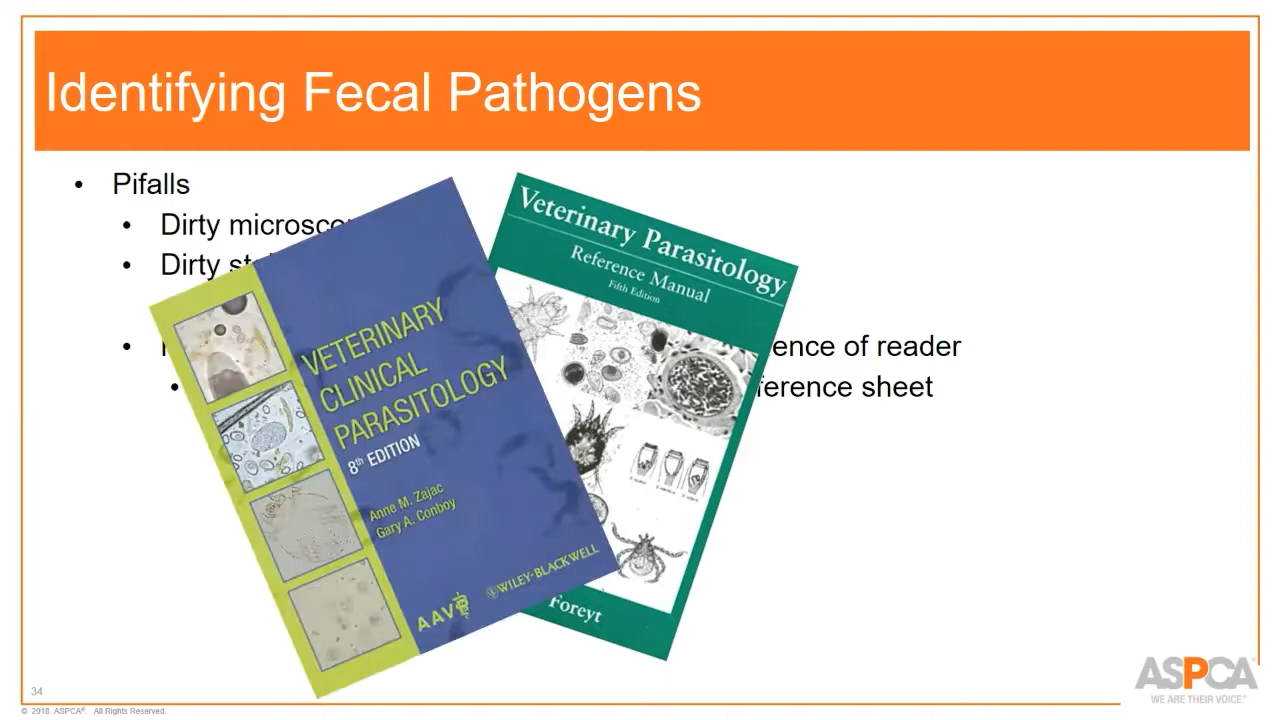 Identifying Fecal Pathogens
• Pifalls
• Dirty microsco
• Dirty st
• ence of reader
• ference sheet
VETERINARY
CLINICAL
PARASITOLOGY
8th EDITION
Anne M. Zajac
Gary A. Conboy
AAVP
WILEY-BLACKWELL
Veterinary Parasitology
Reference Manual
Fifth Edition
Foreyt
34
© 2018 ASPCA®. All Rights Reserved.
ASPCA®
WE ARE THEIR VOICE.®